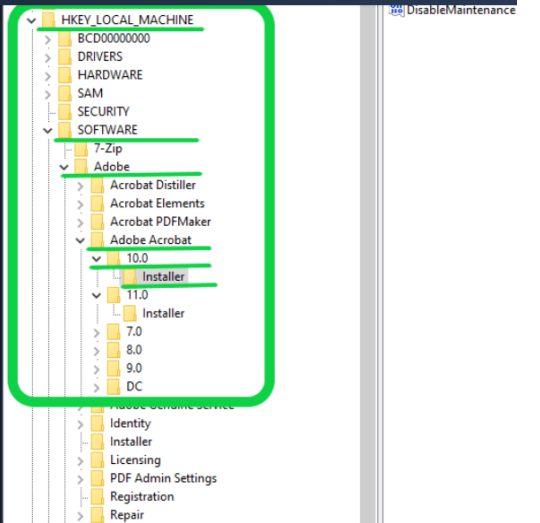 HKEY_LOCAL_MACHINE
DisableMaintenance
BCD00000000
DRIVERS
HARDWARE
SAM
SECURITY
SOFTWARE
7-Zip
Adobe
Acrobat Distiller
Acrobat Elements
Acrobat PDFMaker
Adobe Acrobat
10.0
Installer
11.0
Installer
7.0
8.0
9.0
DC
Adobe Genuine Service
Identity
Installer
Licensing
PDF Admin Settings
Registration
Repair